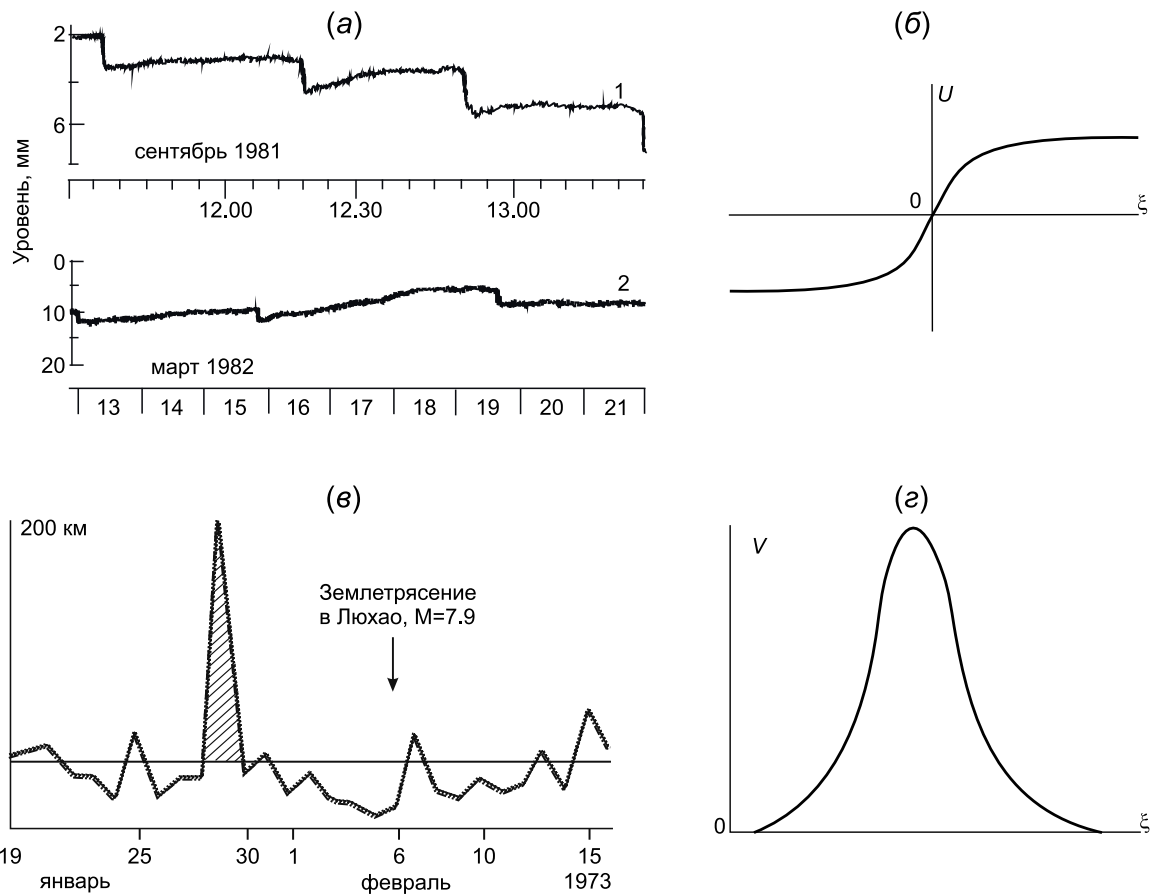 (а)
2
6
Уровень, мм
1
сентябрь 1981
12.00 12.30 13.00
0
10
20
2
март 1982
13 14 15 16 17 18 19 20 21
(б)
U
0
ξ
(в)
200 км
Землетрясение
в Люхао, M=7.9
19 25 30 1 6 10 15
январь февраль 1973
(г)
V
0
ξ